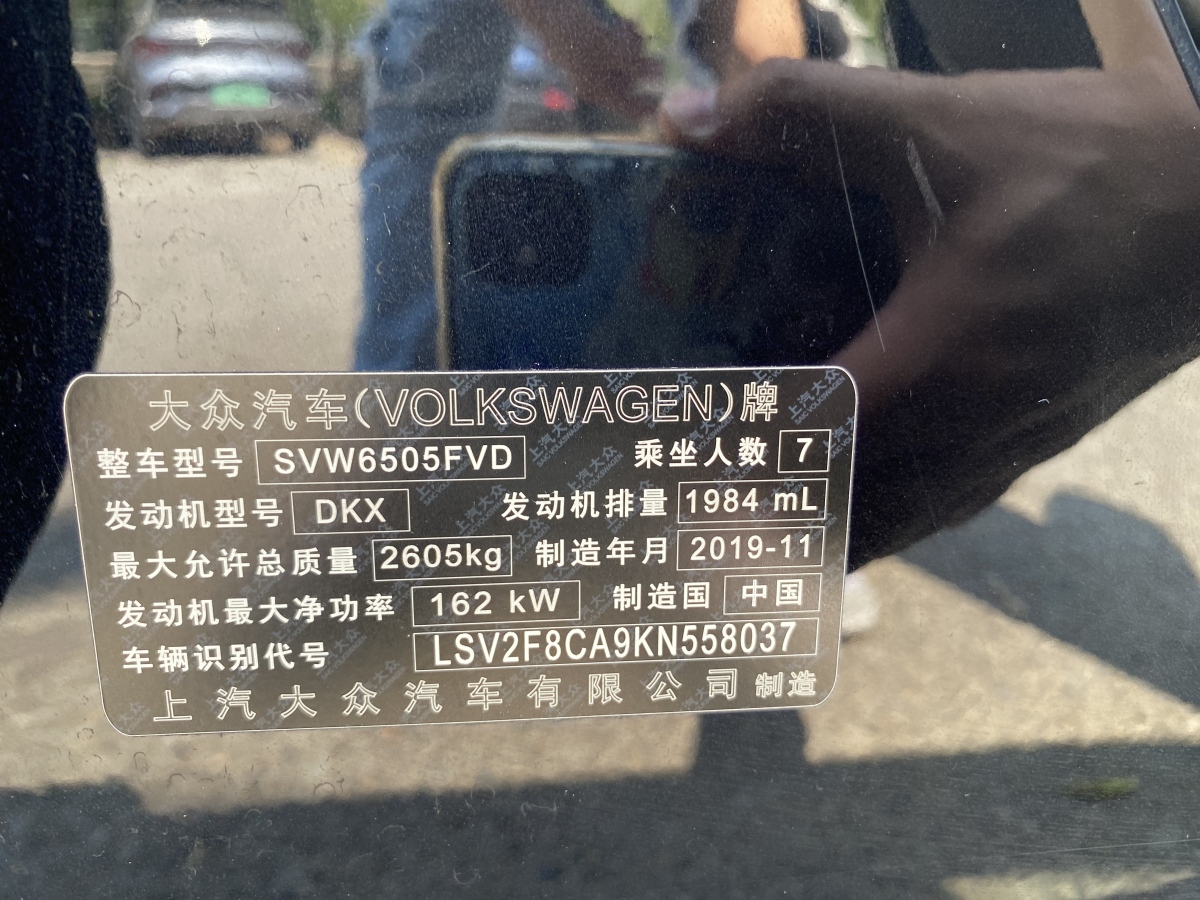 大众汽车(VOLKSWAGEN)牌
整车型号 SVW6505FVD 乘坐人数 7
发动机型号 DKX 发动机排量 1984 mL
最大允许总质量 2605kg 制造年月 2019-11
发动机最大净功率 162 kW 制造国 中国
车辆识别代号 LSV2F8CA9KN558037
上汽大众汽车有限公司 制造